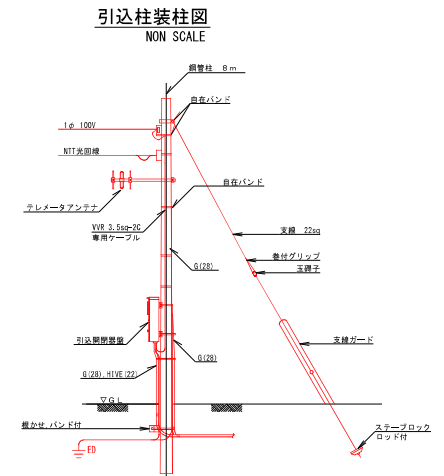 引込柱装柱図
NON SCALE
鋼管柱 8m
自在バンド
1φ 100V
NTT光回線
自在バンド
テレメータアンテナ
VVR 3.5sq-2C
専用ケーブル
支線 22sq
巻付グリップ
玉碍子
G(28)
引込開閉器盤
支線ガード
G(28)
G(28),HIVE(22)
▽GL
根かせ,バンド付
ステーブロック
ロッド付
ED